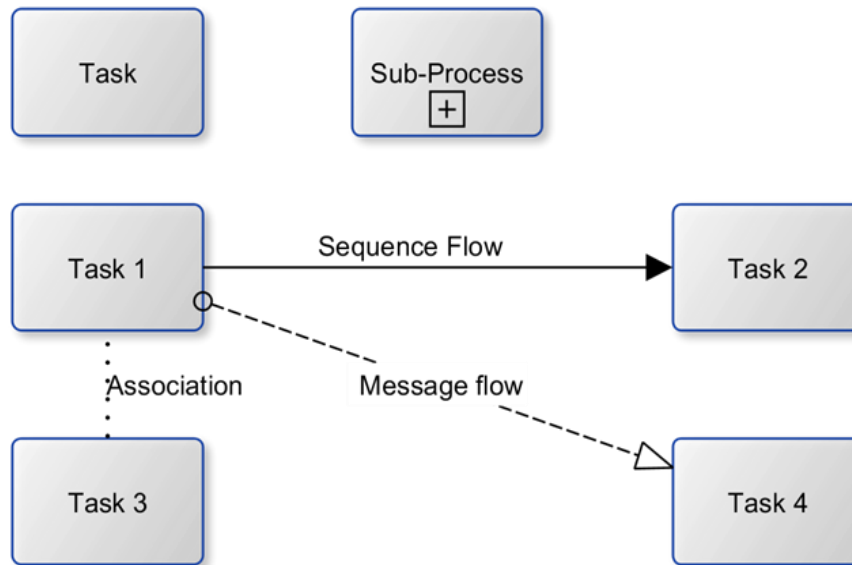 Task
Sub-Process
Task 1
Sequence Flow
Task 2
Association
Message flow
Task 3
Task 4